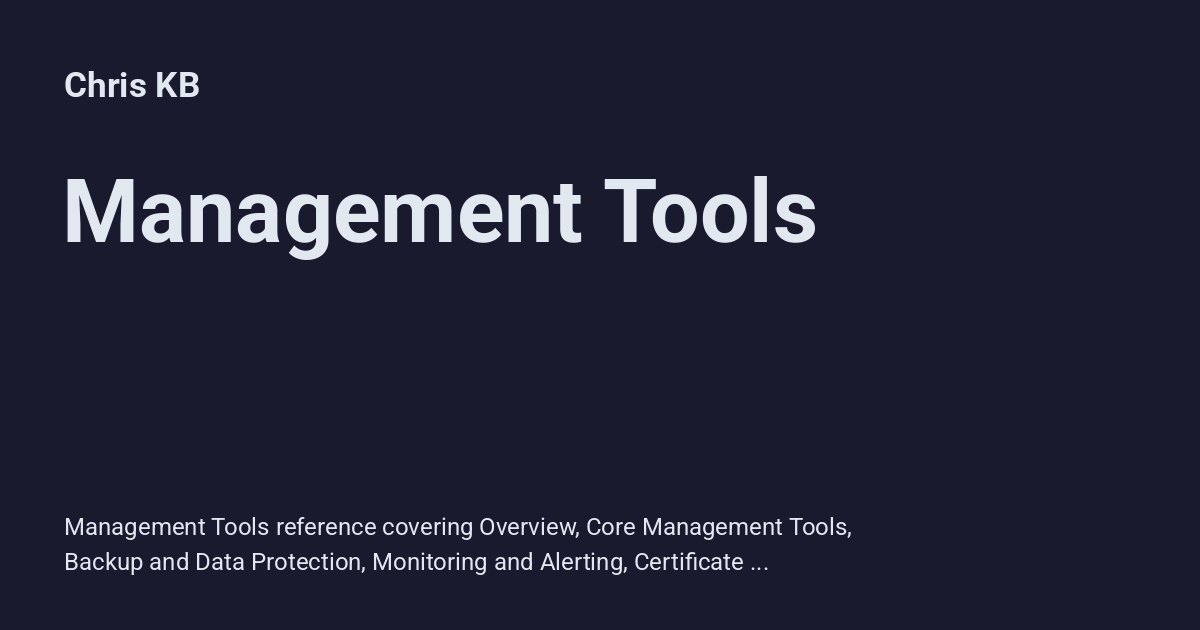 Chris KB
Management Tools
Management Tools reference covering Overview, Core Management Tools,
Backup and Data Protection, Monitoring and Alerting, Certificate ...